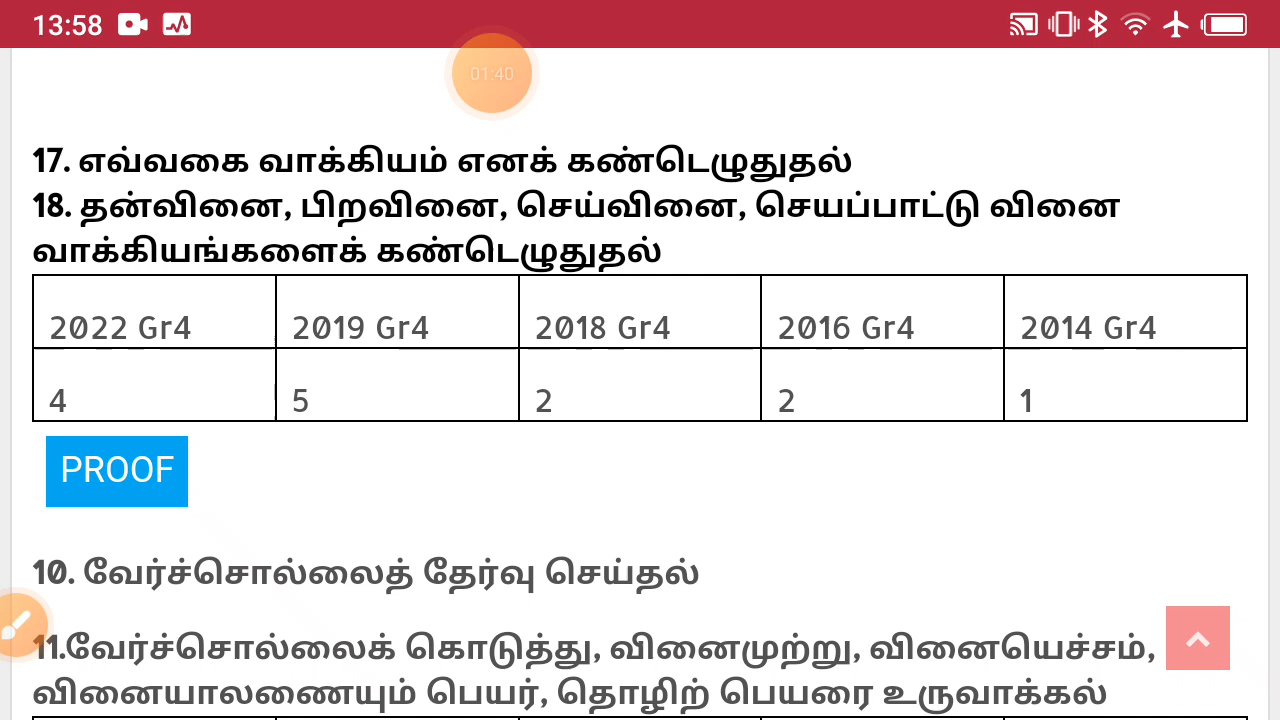 13:58
01:40
17. எவ்வகை வாக்கியம் எனக் கண்டெழுதுதல்
18. தன்வினை, பிறவினை, செய்வினை, செயப்பாட்டு வினை
வாக்கியங்களைக் கண்டெழுதுதல்
2022 Gr4 2019 Gr4 2018 Gr4 2016 Gr4 2014 Gr4
4 5 2 2 1
PROOF
10. வேர்ச்சொல்லைத் தேர்வு செய்தல்
11.வேர்ச்சொல்லைக் கொடுத்து, வினைமுற்று, வினையெச்சம்,
வினையாலணையும் பெயர், தொழிற் பெயரை உருவாக்கல்